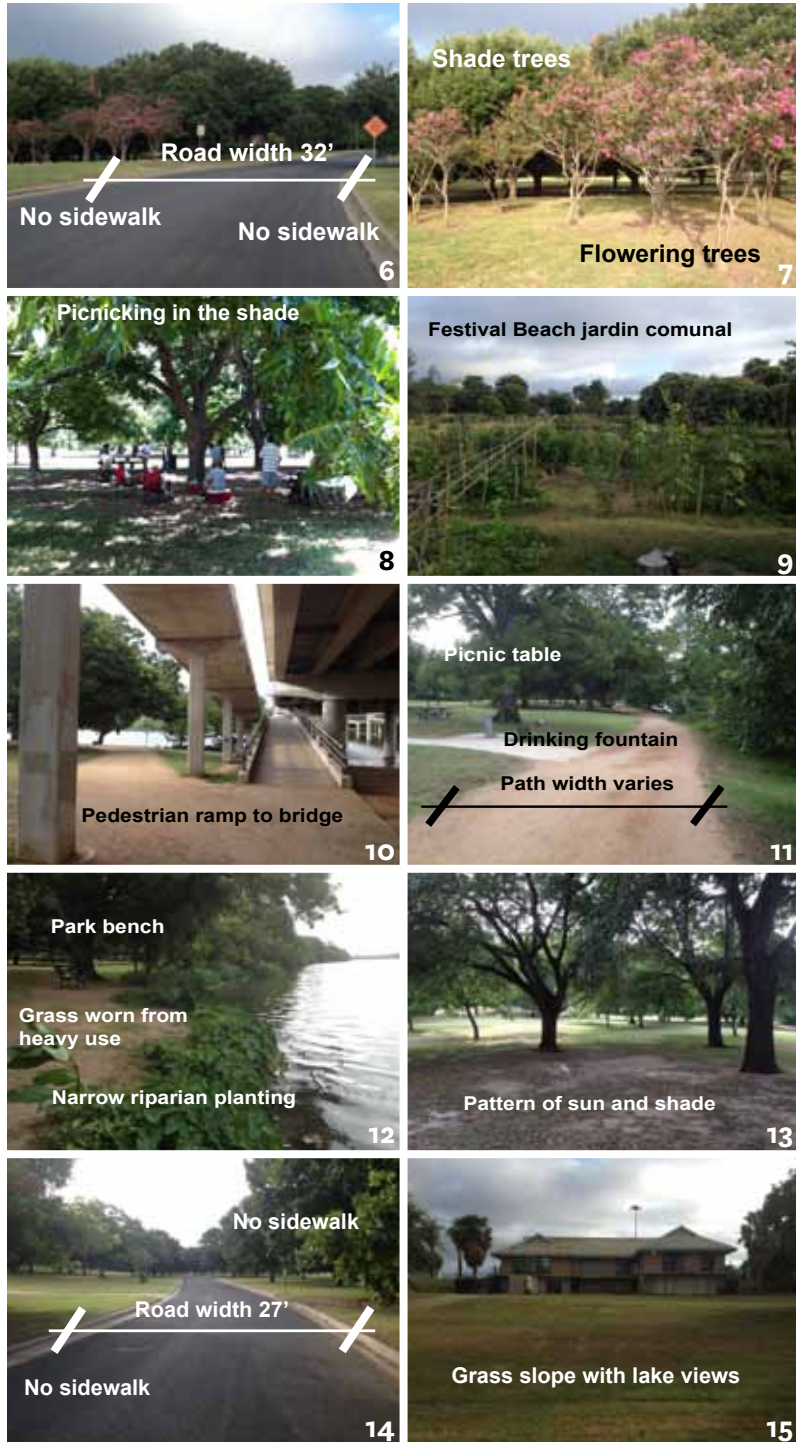 Road width 32’
No sidewalk
No sidewalk
6
Shade trees
Flowering trees
7
Picnicking in the shade
8
Festival Beach jardin comunal
9
Pedestrian ramp to bridge
10
Picnic table
Drinking fountain
Path width varies
11
Park bench
Grass worn from
heavy use
Narrow riparian planting
12
Pattern of sun and shade
13
No sidewalk
Road width 27’
No sidewalk
14
Grass slope with lake views
15